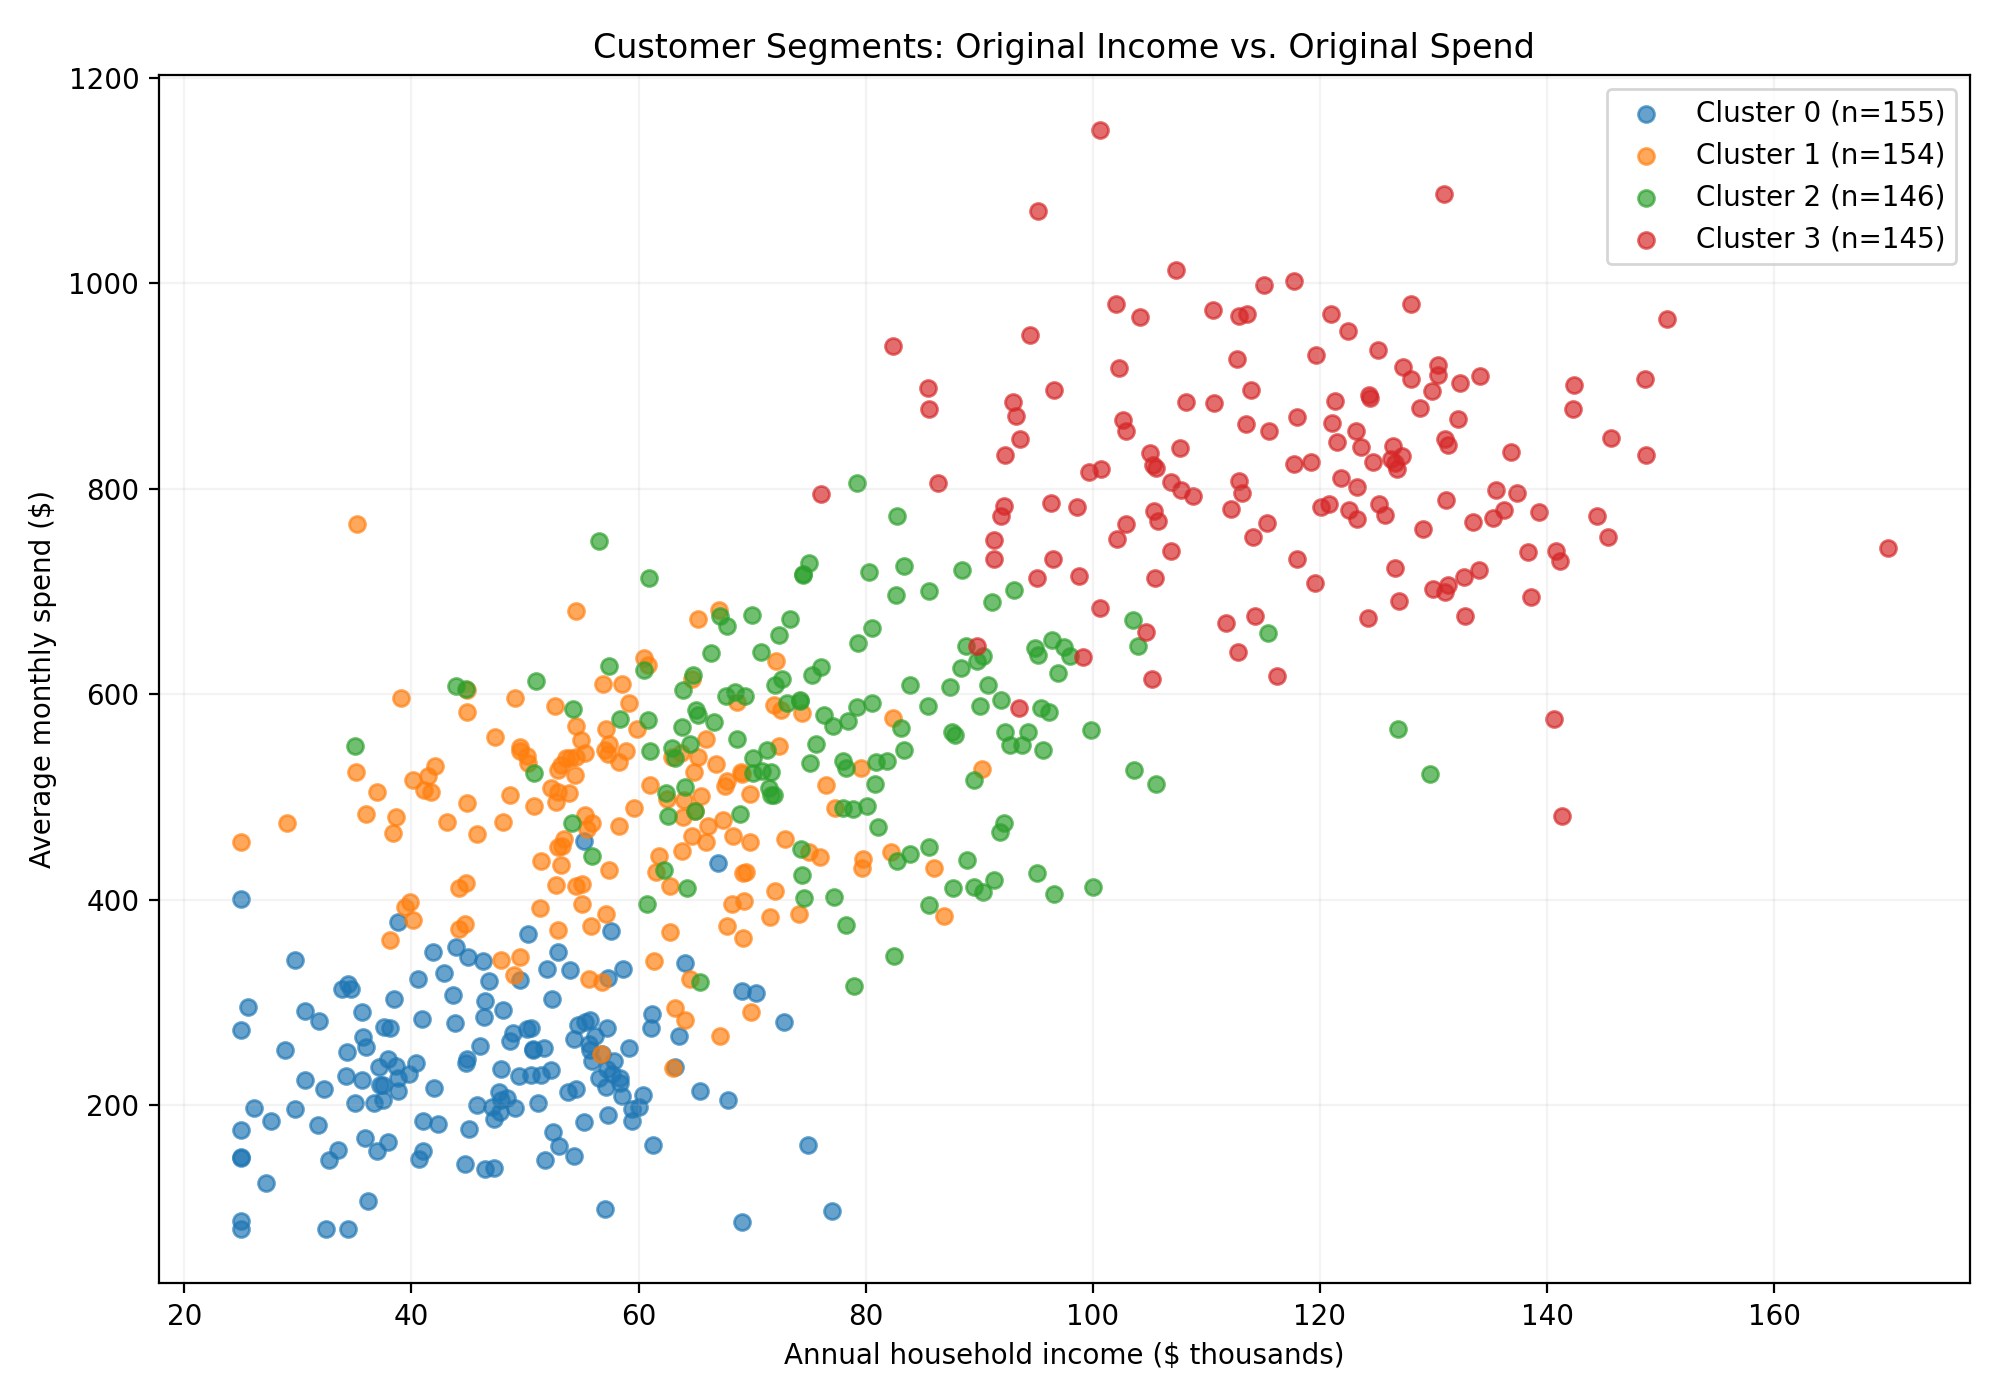 Customer Segments: Original Income vs. Original Spend
1200
1000
800
600
400
200
Average monthly spend ($)
Cluster 0 (n=155)
Cluster 1 (n=154)
Cluster 2 (n=146)
Cluster 3 (n=145)
20 40 60 80 100 120 140 160
Annual household income ($ thousands)